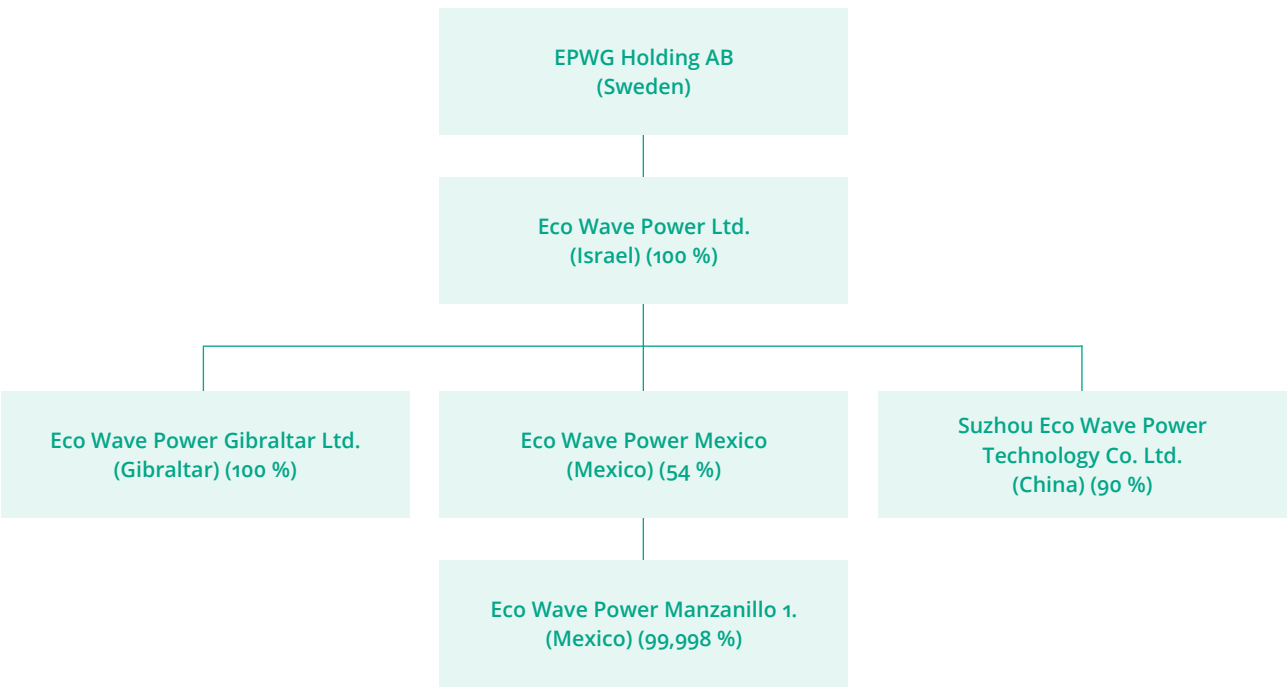 EPWG Holding AB
(Sweden)
Eco Wave Power Ltd.
(Israel) (100 %)
Eco Wave Power Gibraltar Ltd.
(Gibraltar) (100 %)
Eco Wave Power Mexico
(Mexico) (54 %)
Suzhou Eco Wave Power
Technology Co. Ltd.
(China) (90 %)
Eco Wave Power Manzanillo 1.
(Mexico) (99,998 %)